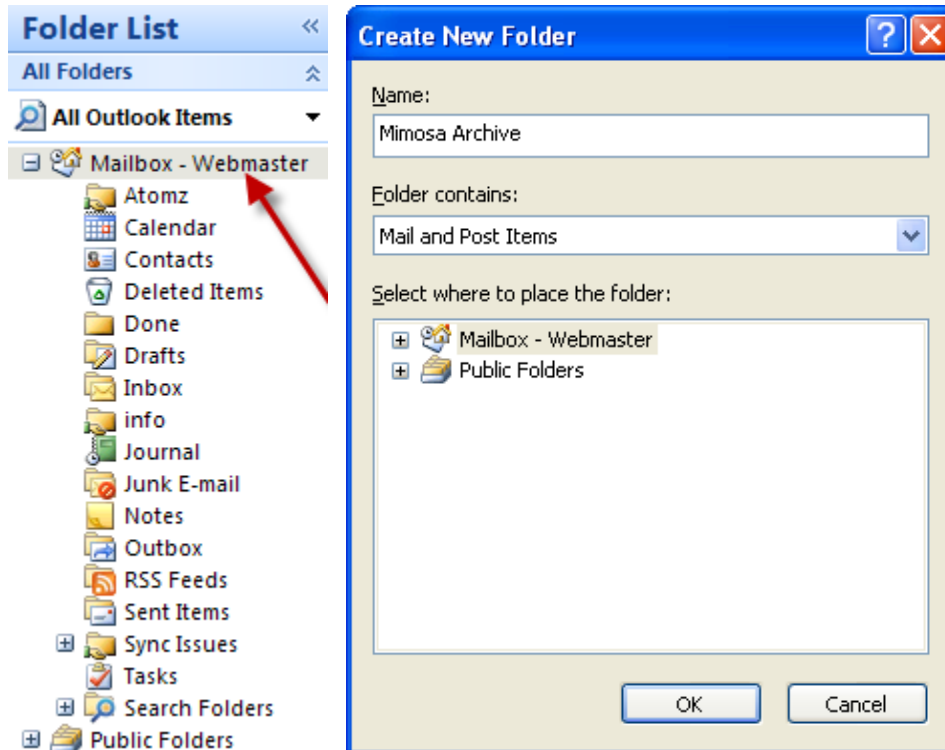 Folder List
All Folders
All Outlook Items
Mailbox - Webmaster
Atomz
Calendar
Contacts
Deleted Items
Done
Drafts
Inbox
info
Journal
Junk E-mail
Notes
Outbox
RSS Feeds
Sent Items
Sync Issues
Tasks
Search Folders
Public Folders
Create New Folder
Name:
Mimosa Archive
Folder contains:
Mail and Post Items
Select where to place the folder:
Mailbox - Webmaster
Public Folders
OK Cancel